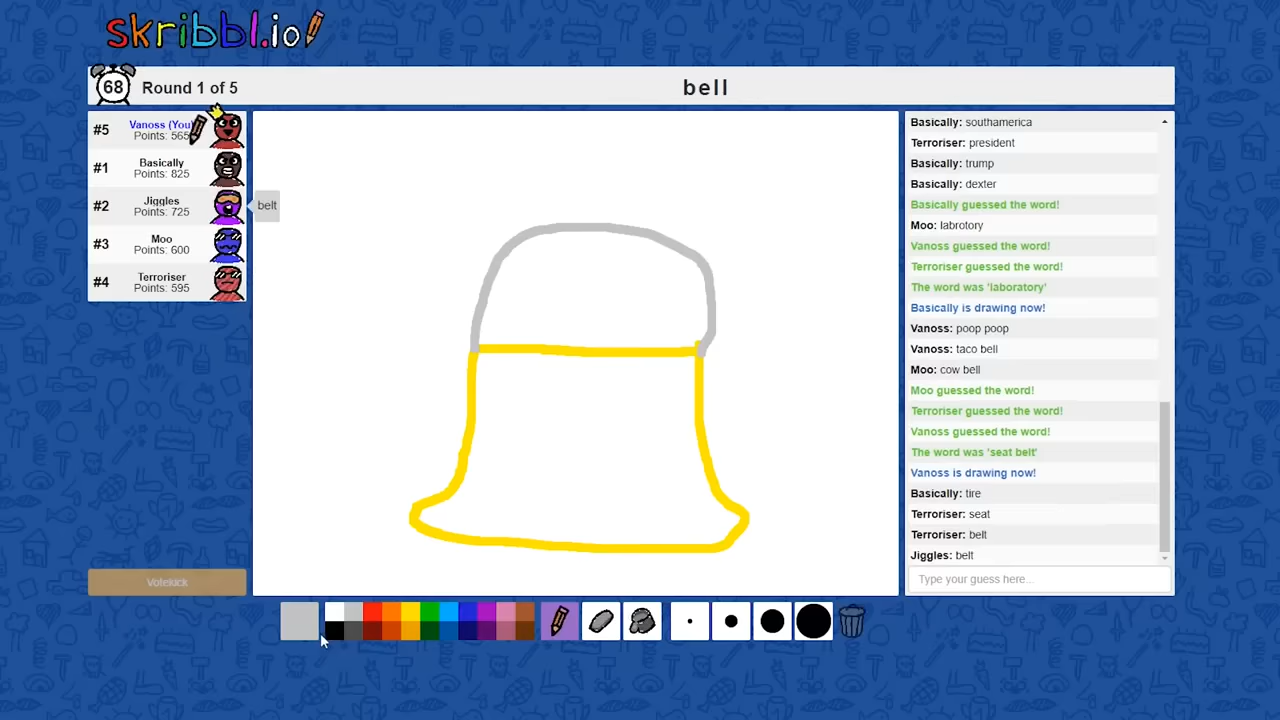 skribbl.io
68
Round 1 of 5
bell
#5
Vanoss (You)
Points: 565
#1
Basically
Points: 825
#2
Jiggles
Points: 725
belt
#3
Moo
Points: 600
#4
Terroriser
Points: 595
Votekick
Basically: southamerica
Terroriser: president
Basically: trump
Basically: dexter
Basically guessed the word!
Moo: labrotory
Vanoss guessed the word!
Terroriser guessed the word!
The word was 'laboratory'
Basically is drawing now!
Vanoss: poop poop
Vanoss: taco bell
Moo: cow bell
Moo guessed the word!
Terroriser guessed the word!
Vanoss guessed the word!
The word was 'seat belt'
Vanoss is drawing now!
Basically: tire
Terroriser: seat
Terroriser: belt
Jiggles: belt
Type your guess here...